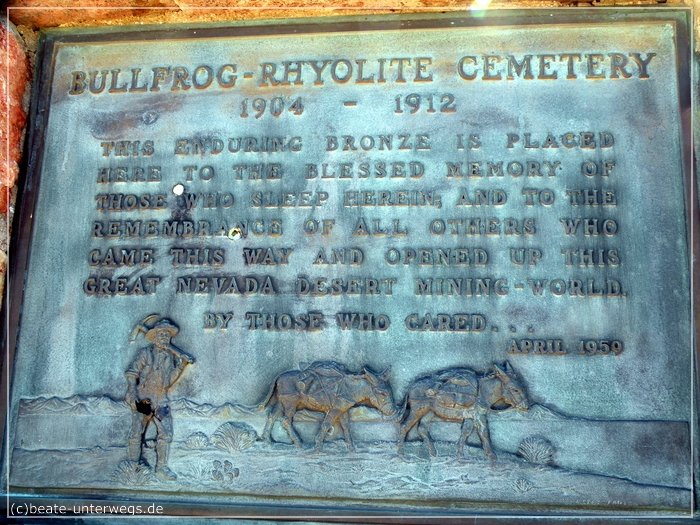 BULLFROG-RHYOLITE CEMETERY
1904 - 1912
THIS ENDURING BRONZE IS PLACED
HERE TO THE BLESSED MEMORY OF
THOSE WHO SLEEP HEREIN, AND TO THE
REMEMBRANCE OF ALL OTHERS WHO
CAME THIS WAY AND OPENED UP THIS
GREAT NEVADA DESERT MINING-WORLD.
BY THOSE WHO CARED...
APRIL 1959
(c)beate-unterwegs.de